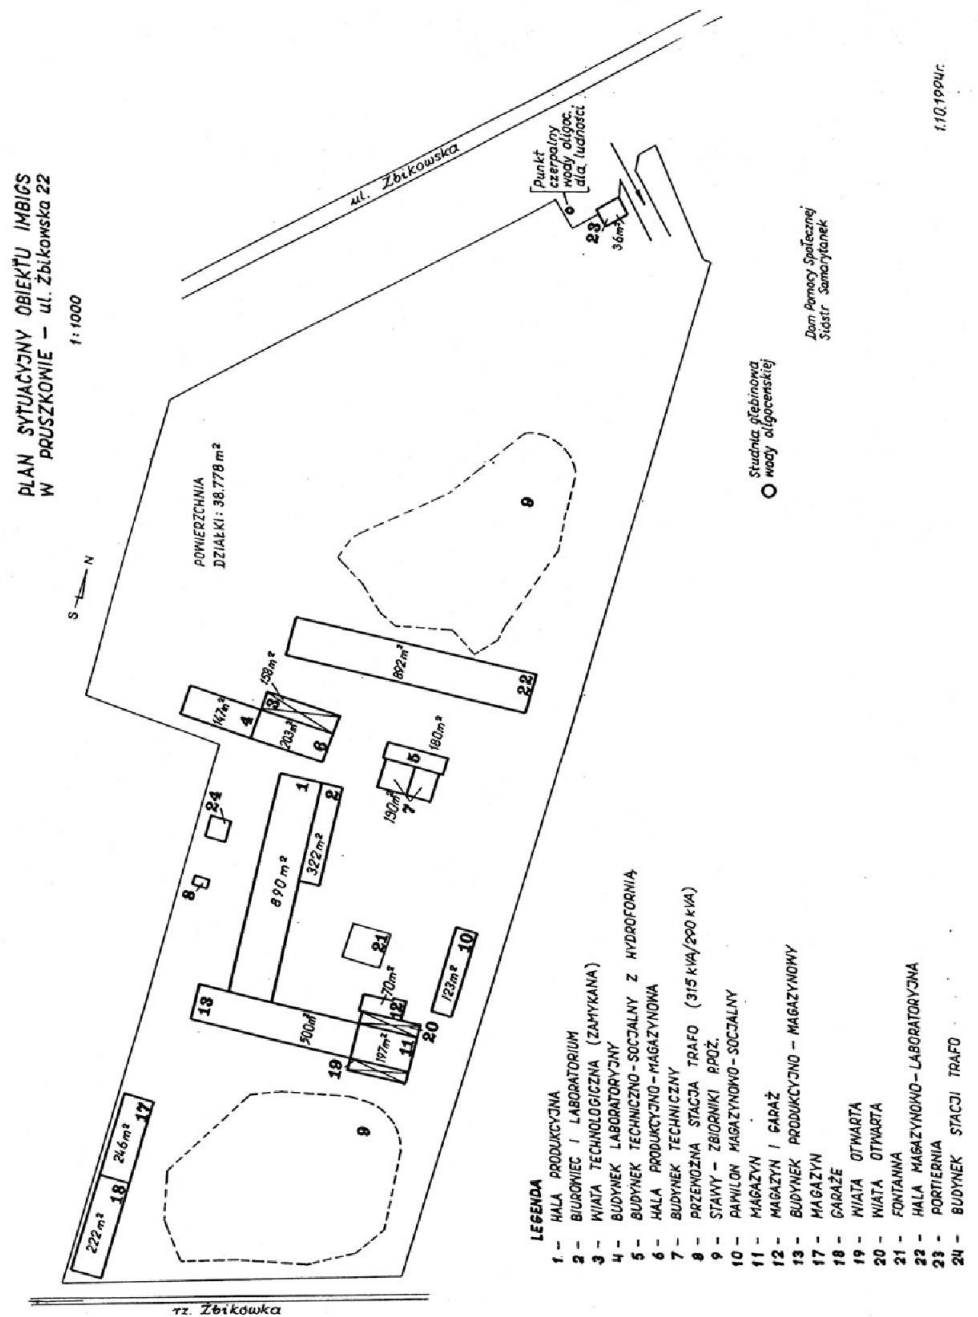 PLAN SYTUACYJNY OBIEKTU IMBIGS
W PRUSZKOWIE – ul. Żbikowska 22
1:1000
1.10.1994r.
ul. Żbikowska
Punkt
czerpalny
wody oligoc.
dla ludności
23
36m²
Dom Pomocy Społecznej
Sióstr Samarytanek
Studnia głębinowa
wody oligoceńskiej
S
N
POWIERZCHNIA
DZIAŁKI: 38.778 m²
9
892m²
22
147m²
4
158m²
3
203m²
6
180m²
5
190m²
7
24
8
1
2
890m²
322m²
21
10
123m²
13
500m²
70m²
12
20
11
197m²
19
9
17
246m²
18
222m²
rz. Żbikówka
LEGENDA
1 – HALA PRODUKCYJNA
2 – BIUROWIEC I LABORATORIUM
3 – WIATA TECHNOLOGICZNA (ZAMYKANA)
4 – BUDYNEK LABORATORYJNY
5 – BUDYNEK TECHNICZNO-SOCJALNY Z HYDROFORNIĄ
6 – HALA PRODUKCYJNO-MAGAZYNOWA
7 – BUDYNEK TECHNICZNY
8 – PRZEWOŹNA STACJA TRAFO (315 KVA/290 KVA)
9 – STAWY – ZBIORNIKI P.POŻ.
10 – PAWILON MAGAZYNOWO-SOCJALNY
11 – MAGAZYN
12 – MAGAZYN I GARAŻ
13 – BUDYNEK PRODUKCYJNO – MAGAZYNOWY
17 – MAGAZYN
18 – GARAŻE
19 – WIATA OTWARTA
20 – WIATA OTWARTA
21 – FONTANNA
22 – HALA MAGAZYNOWO-LABORATORYJNA
23 – PORTIERNIA
24 – BUDYNEK STACJI TRAFO